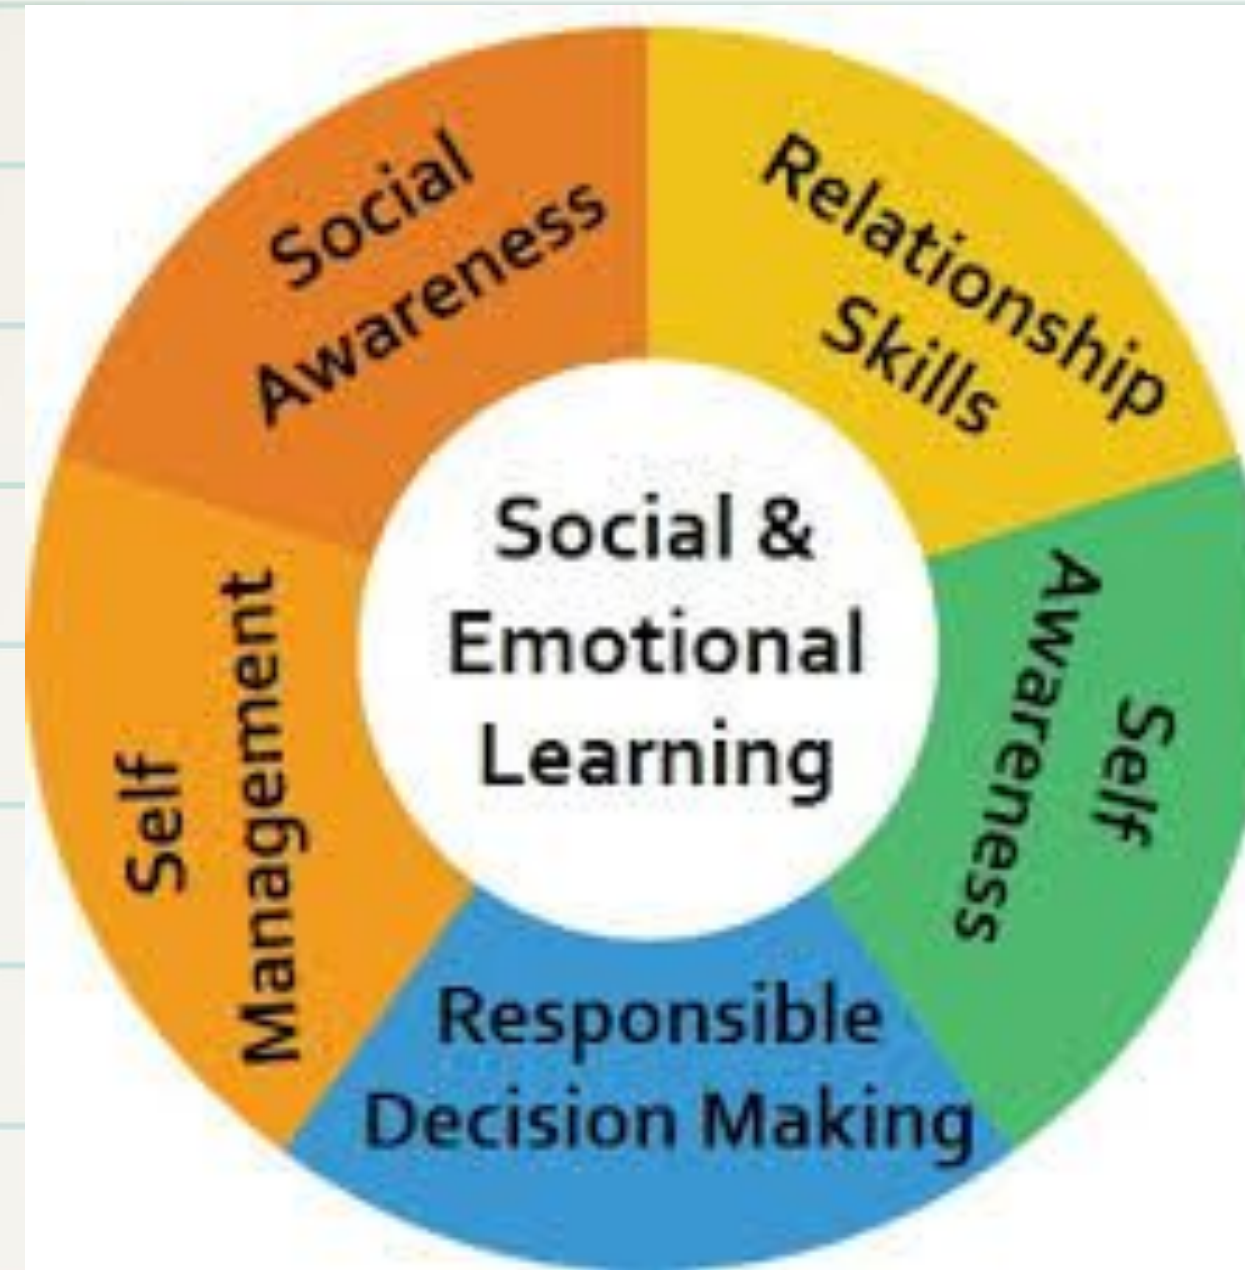 Social
Awareness
Relationship
Skills
Self
Awareness
Responsible
Decision Making
Self
Management
Social &
Emotional
Learning